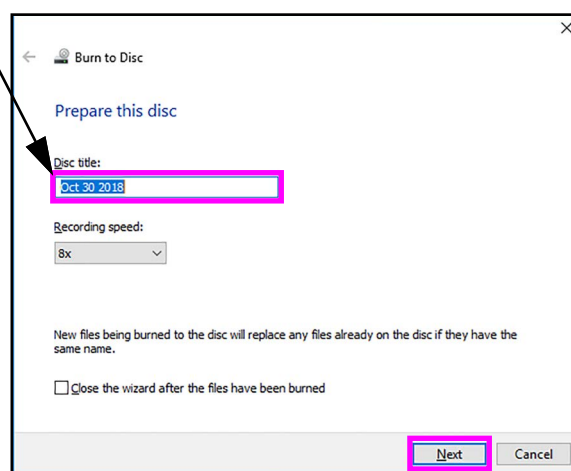 Burn to Disc
Prepare this disc
Disc title:
Oct 30 2018
Recording speed:
8x
New files being burned to the disc will replace any files already on the disc if they have the
same name.
Close the wizard after the files have been burned
Next Cancel